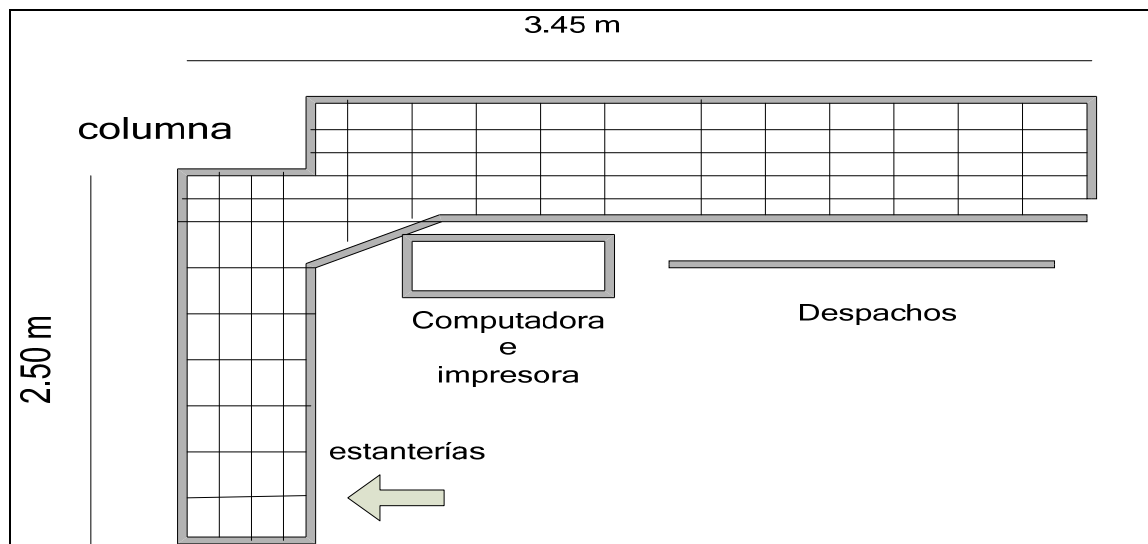 3.45 m
columna
2.50 m
Computadora
e
impresora
Despachos
estanterías